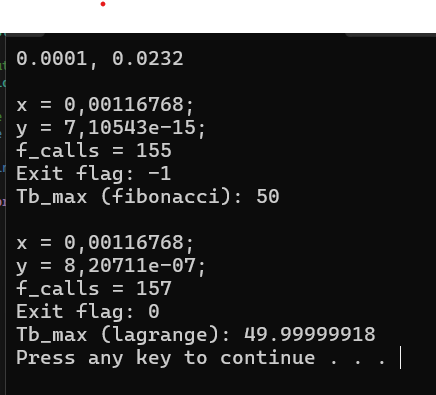 0.0001, 0.0232
x = 0,00116768;
y = 7,10543e-15;
f_calls = 155
Exit flag: -1
Tb_max (fibonacci): 50
x = 0,00116768;
y = 8,20711e-07;
f_calls = 157
Exit flag: 0
Tb_max (lagrange): 49.99999918
Press any key to continue . . .